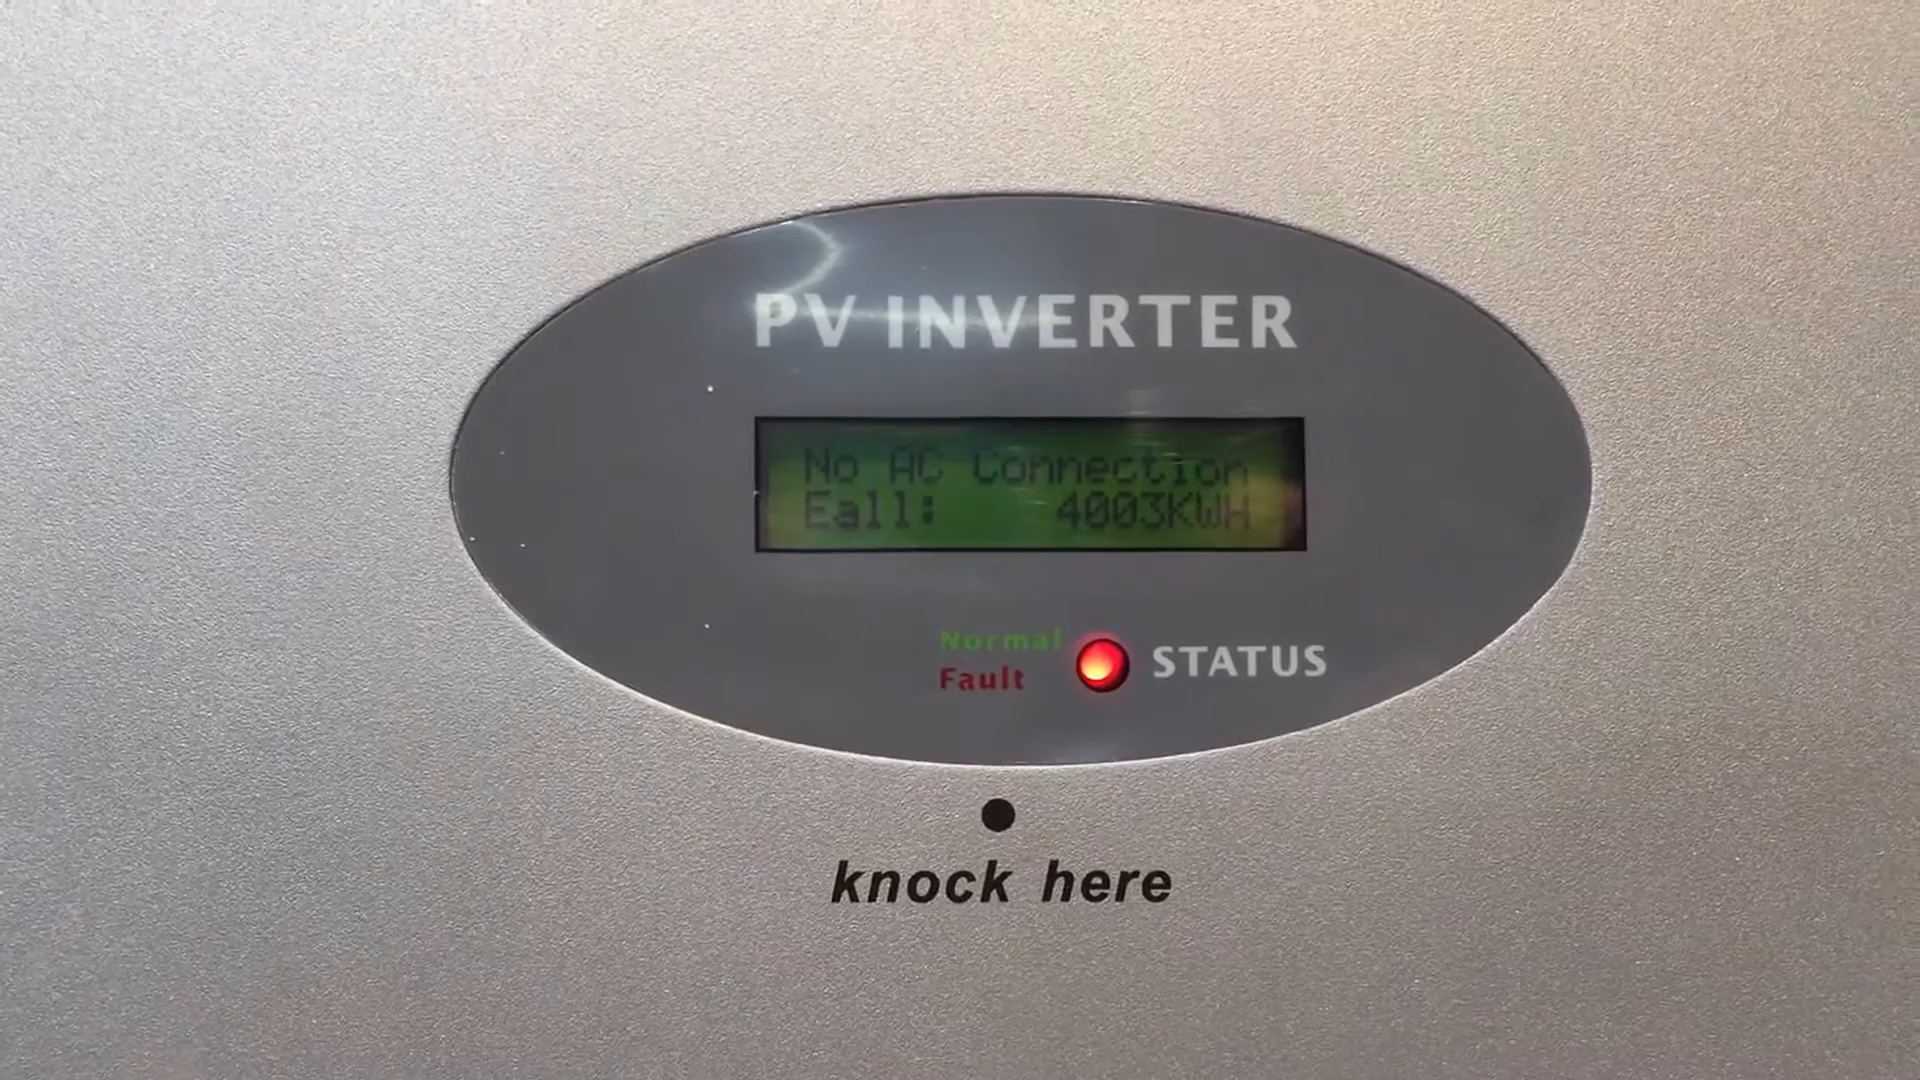 PV INVERTER
No AC Connection
Eall: 4003KWH
Normal
Fault
STATUS
knock here